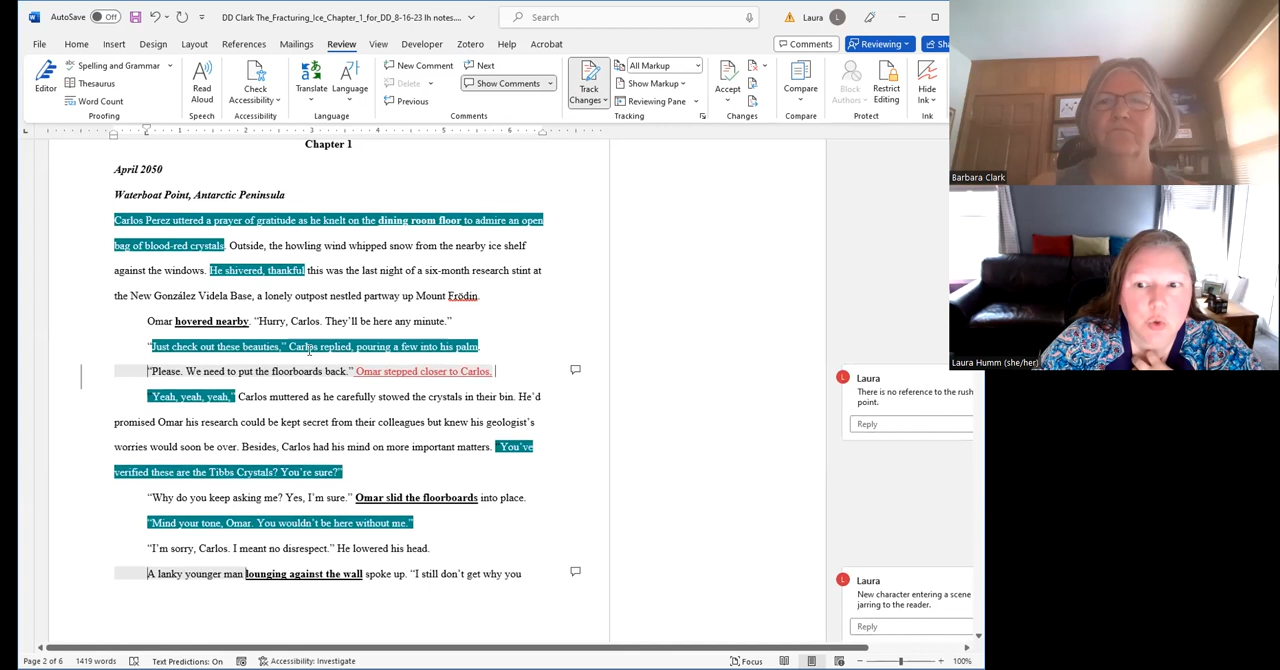 AutoSave Off DD Clark The_Fracturing_Ice_Chapter_1_for_DD_8-16-23 lh notes.... Search Laura L
File Home Insert Design Layout References Mailings Review View Developer Zotero Help Acrobat Comments Reviewing Sha
Editor
Spelling and Grammar
Thesaurus
Word Count
Proofing
Read
Aloud
Speech
Check
Accessibility
Accessibility
Translate
Language
Language
New Comment
Delete
Previous
Next
Show Comments
Comments
Track
Changes
All Markup
Show Markup
Reviewing Pane
Tracking
Accept
Changes
Compare
Compare
Block
Authors
Restrict
Editing
Protect
Hide
Ink
Ink
1 1 2 3 4 5 6
Chapter 1
April 2050
Waterboat Point, Antarctic Peninsula
Carlos Perez uttered a prayer of gratitude as he knelt on the dining room floor to admire an open
bag of blood-red crystals. Outside, the howling wind whipped snow from the nearby ice shelf
against the windows. He shivered, thankful this was the last night of a six-month research stint at
the New González Videla Base, a lonely outpost nestled partway up Mount Frödin.
Omar hovered nearby. “Hurry, Carlos. They’ll be here any minute.”
“Just check out these beauties,” Carlos replied, pouring a few into his palm.
“Please. We need to put the floorboards back.” Omar stepped closer to Carlos.
“Yeah, yeah, yeah,” Carlos muttered as he carefully stowed the crystals in their bin. He’d
promised Omar his research could be kept secret from their colleagues but knew his geologist’s
worries would soon be over. Besides, Carlos had his mind on more important matters. “You’ve
verified these are the Tibbs Crystals? You’re sure?”
“Why do you keep asking me? Yes, I’m sure.” Omar slid the floorboards into place.
“Mind your tone, Omar. You wouldn’t be here without me.”
“I’m sorry, Carlos. I meant no disrespect.” He lowered his head.
A lanky younger man lounging against the wall spoke up. “I still don’t get why you
Laura
There is no reference to the rush
point.
Reply
Laura
New character entering a scene
jarring to the reader.
Reply
Barbara Clark
Laura Humm (she/her)
Page 2 of 6 1419 words Text Predictions: On Accessibility: Investigate Focus 100%